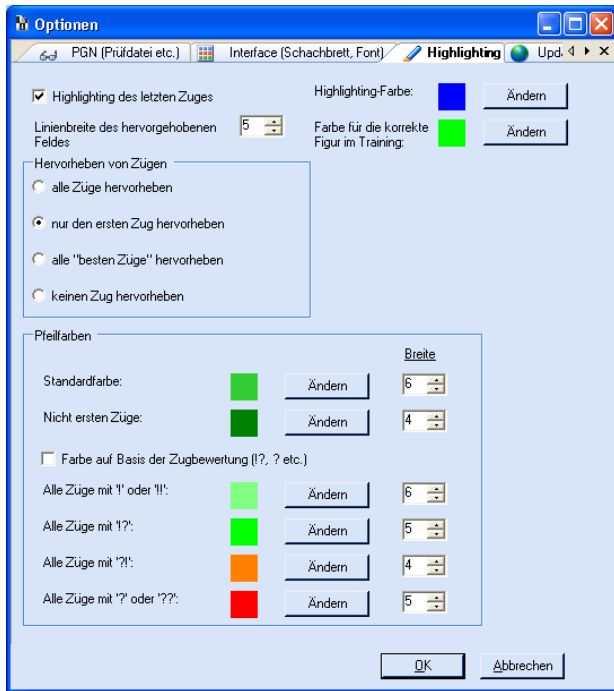 Optionen
PGN (Prüfdatei etc.) Interface (Schachbrett, Font) Highlighting Upd.
Highlighting des letzten Zuges
Highlighting-Farbe: Ändern
Linienbreite des hervorgehobenen
Feldes
5
Farbe für die korrekte
Figur im Training:
Ändern
Hervorheben von Zügen
alle Züge hervorheben
nur den ersten Zug hervorheben
alle "besten Züge" hervorheben
keinen Zug hervorheben
Pfeilfarben
Breite
Standardfarbe: Ändern 6
Nicht ersten Züge: Ändern 4
Farbe auf Basis der Zugbewertung (!?, ? etc.)
Alle Züge mit '!' oder '!!': Ändern 6
Alle Züge mit '!?': Ändern 5
Alle Züge mit '?!': Ändern 4
Alle Züge mit '?' oder '??': Ändern 5
OK Abbrechen